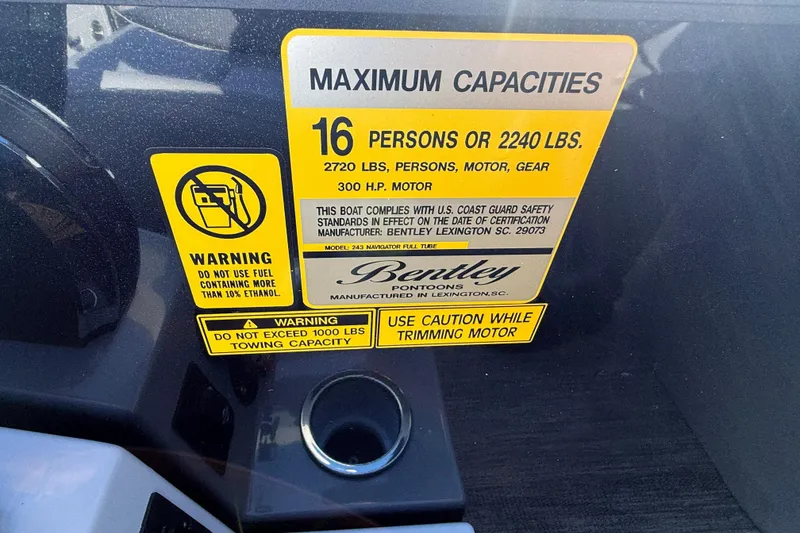 MAXIMUM CAPACITIES
16 PERSONS OR 2240 LBS.
2720 LBS, PERSONS, MOTOR, GEAR
300 H.P. MOTOR
THIS BOAT COMPLIES WITH U.S. COAST GUARD SAFETY
STANDARDS IN EFFECT ON THE DATE OF CERTIFICATION
MANUFACTURER: BENTLEY LEXINGTON SC. 29073
MODEL: 243 NAVIGATOR FULL TUBE
Bentley
PONTOONS
MANUFACTURED IN LEXINGTON,SC.
WARNING
DO NOT USE FUEL
CONTAINING MORE
THAN 10% ETHANOL.
WARNING
DO NOT EXCEED 1000 LBS
TOWING CAPACITY
USE CAUTION WHILE
TRIMMING MOTOR